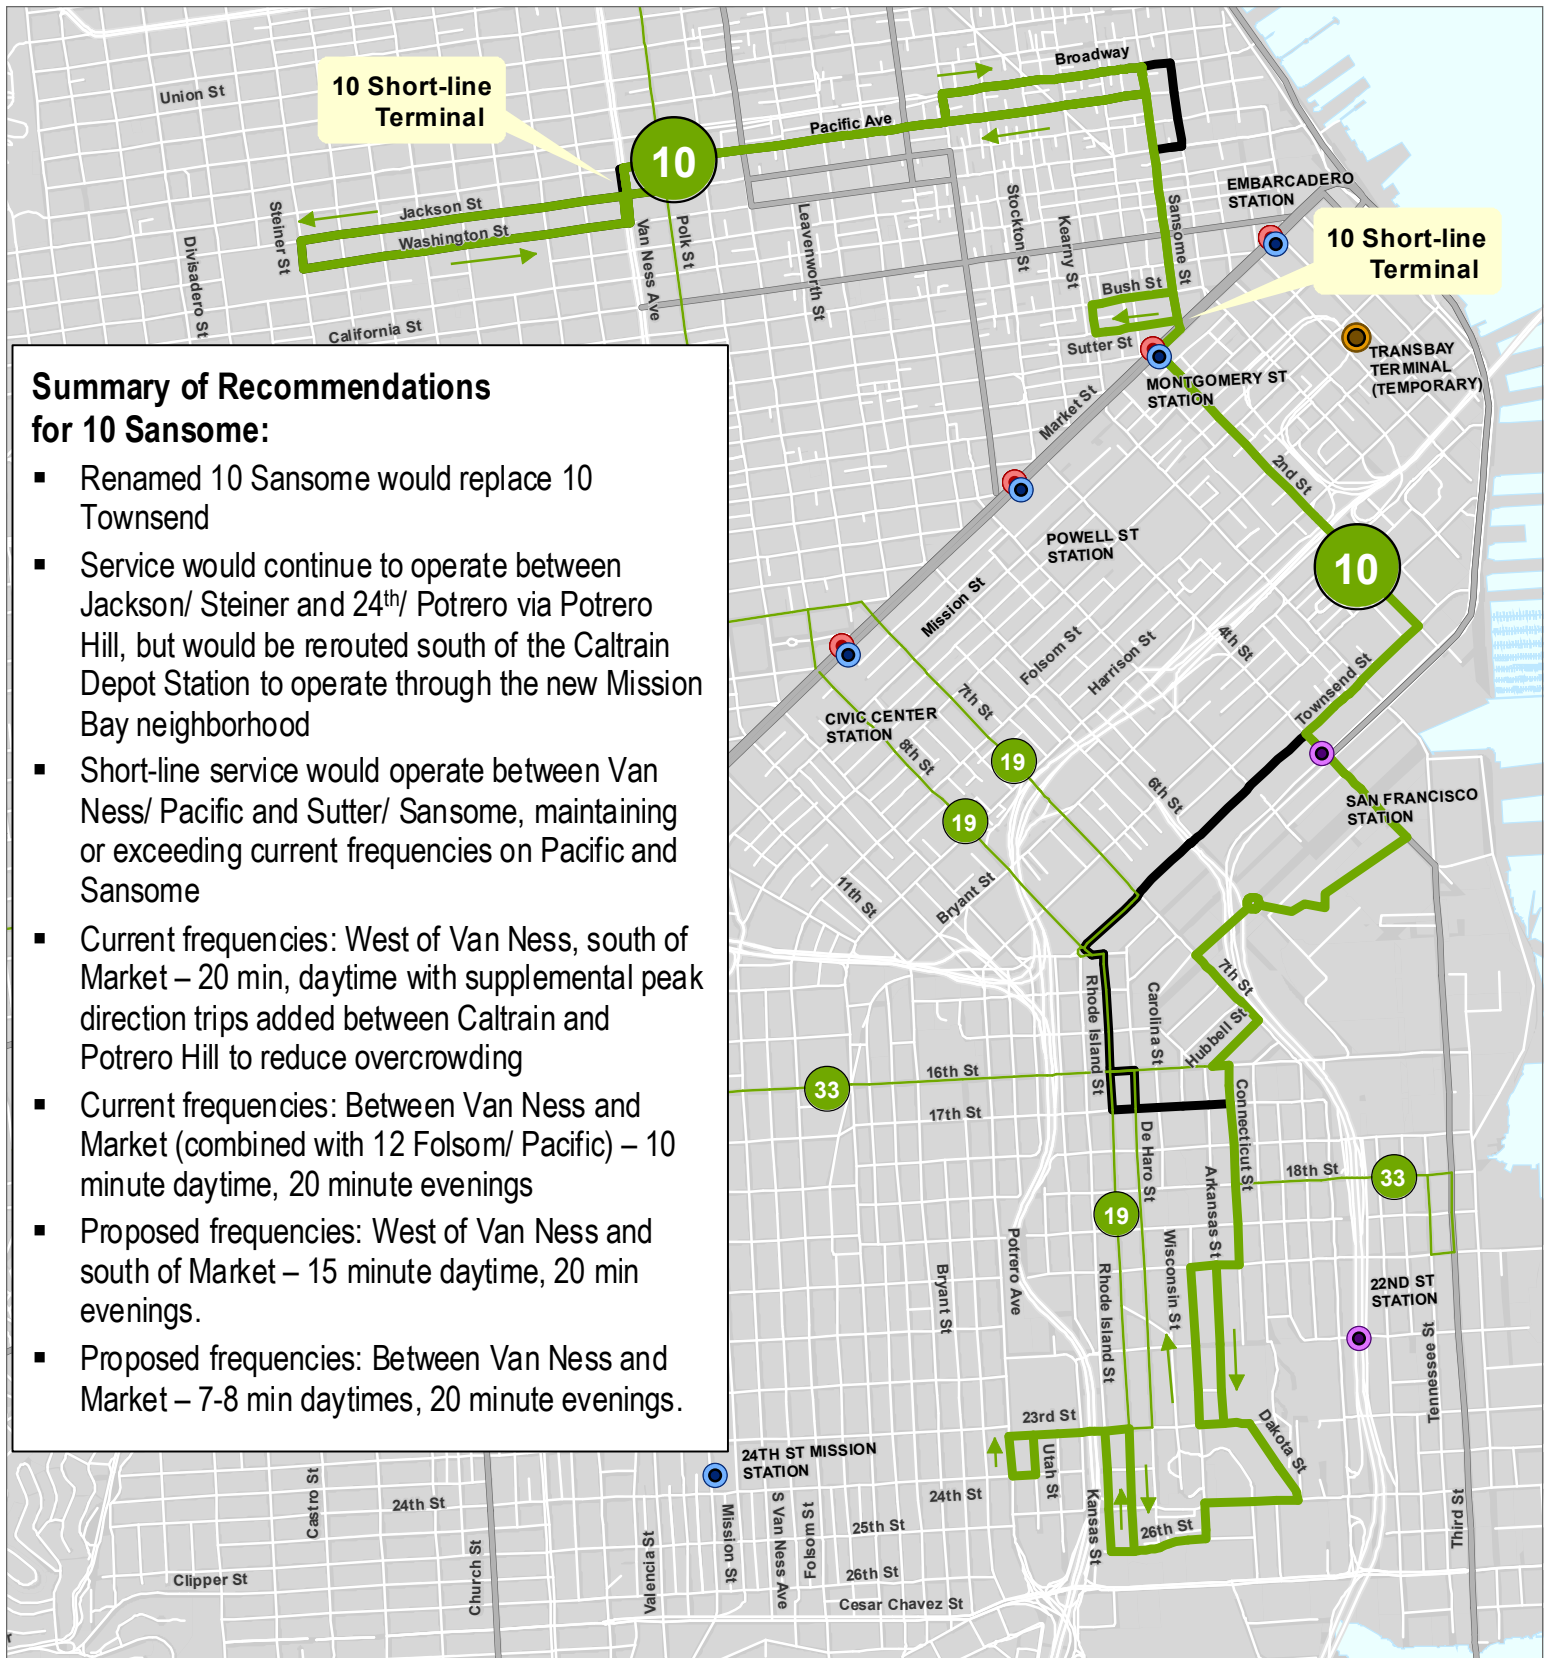 Union St
10 Short-line
Terminal
Broadway
Pacific Ave
10
EMBARCADERO
STATION
Steiner St
Jackson St
Washington St
Divisadero St
Van Ness Ave
Polk St
Leavenworth St
Stockton St
Kearny St
Sansome St
10 Short-line
Terminal
Bush St
California St
Sutter St
TRANSBAY
TERMINAL
(TEMPORARY)
MONTGOMERY ST
STATION
Market St
2nd St
Summary of Recommendations
for 10 Sansome:
▪ Renamed 10 Sansome would replace 10
Townsend
▪ Service would continue to operate between
Jackson/ Steiner and 24th/ Potrero via Potrero
Hill, but would be rerouted south of the Caltrain
Depot Station to operate through the new Mission
Bay neighborhood
▪ Short-line service would operate between Van
Ness/ Pacific and Sutter/ Sansome, maintaining
or exceeding current frequencies on Pacific and
Sansome
▪ Current frequencies: West of Van Ness, south of
Market – 20 min, daytime with supplemental peak
direction trips added between Caltrain and
Potrero Hill to reduce overcrowding
▪ Current frequencies: Between Van Ness and
Market (combined with 12 Folsom/ Pacific) – 10
minute daytime, 20 minute evenings
▪ Proposed frequencies: West of Van Ness and
south of Market – 15 minute daytime, 20 min
evenings.
▪ Proposed frequencies: Between Van Ness and
Market – 7-8 min daytimes, 20 minute evenings.
POWELL ST
STATION
10
Mission St
Folsom St
Harrison St
4th St
Townsend St
7th St
CIVIC CENTER
STATION
8th St
19
19
6th St
SAN FRANCISCO
STATION
11th St
Bryant St
7th St
Rhode Island St
Carolina St
Hubbell St
16th St
33
17th St
Connecticut St
De Haro St
Arkansas St
18th St
33
19
Wisconsin St
Potrero Ave
Bryant St
Rhode Island St
22ND ST
STATION
Tennessee St
23rd St
Dakota St
24TH ST MISSION
STATION
Utah St
24th St
24th St
Castro St
Kansas St
Third St
Mission St
S Van Ness Ave
Folsom St
25th St
26th St
Valencia St
Church St
Clipper St
26th St
Cesar Chavez St